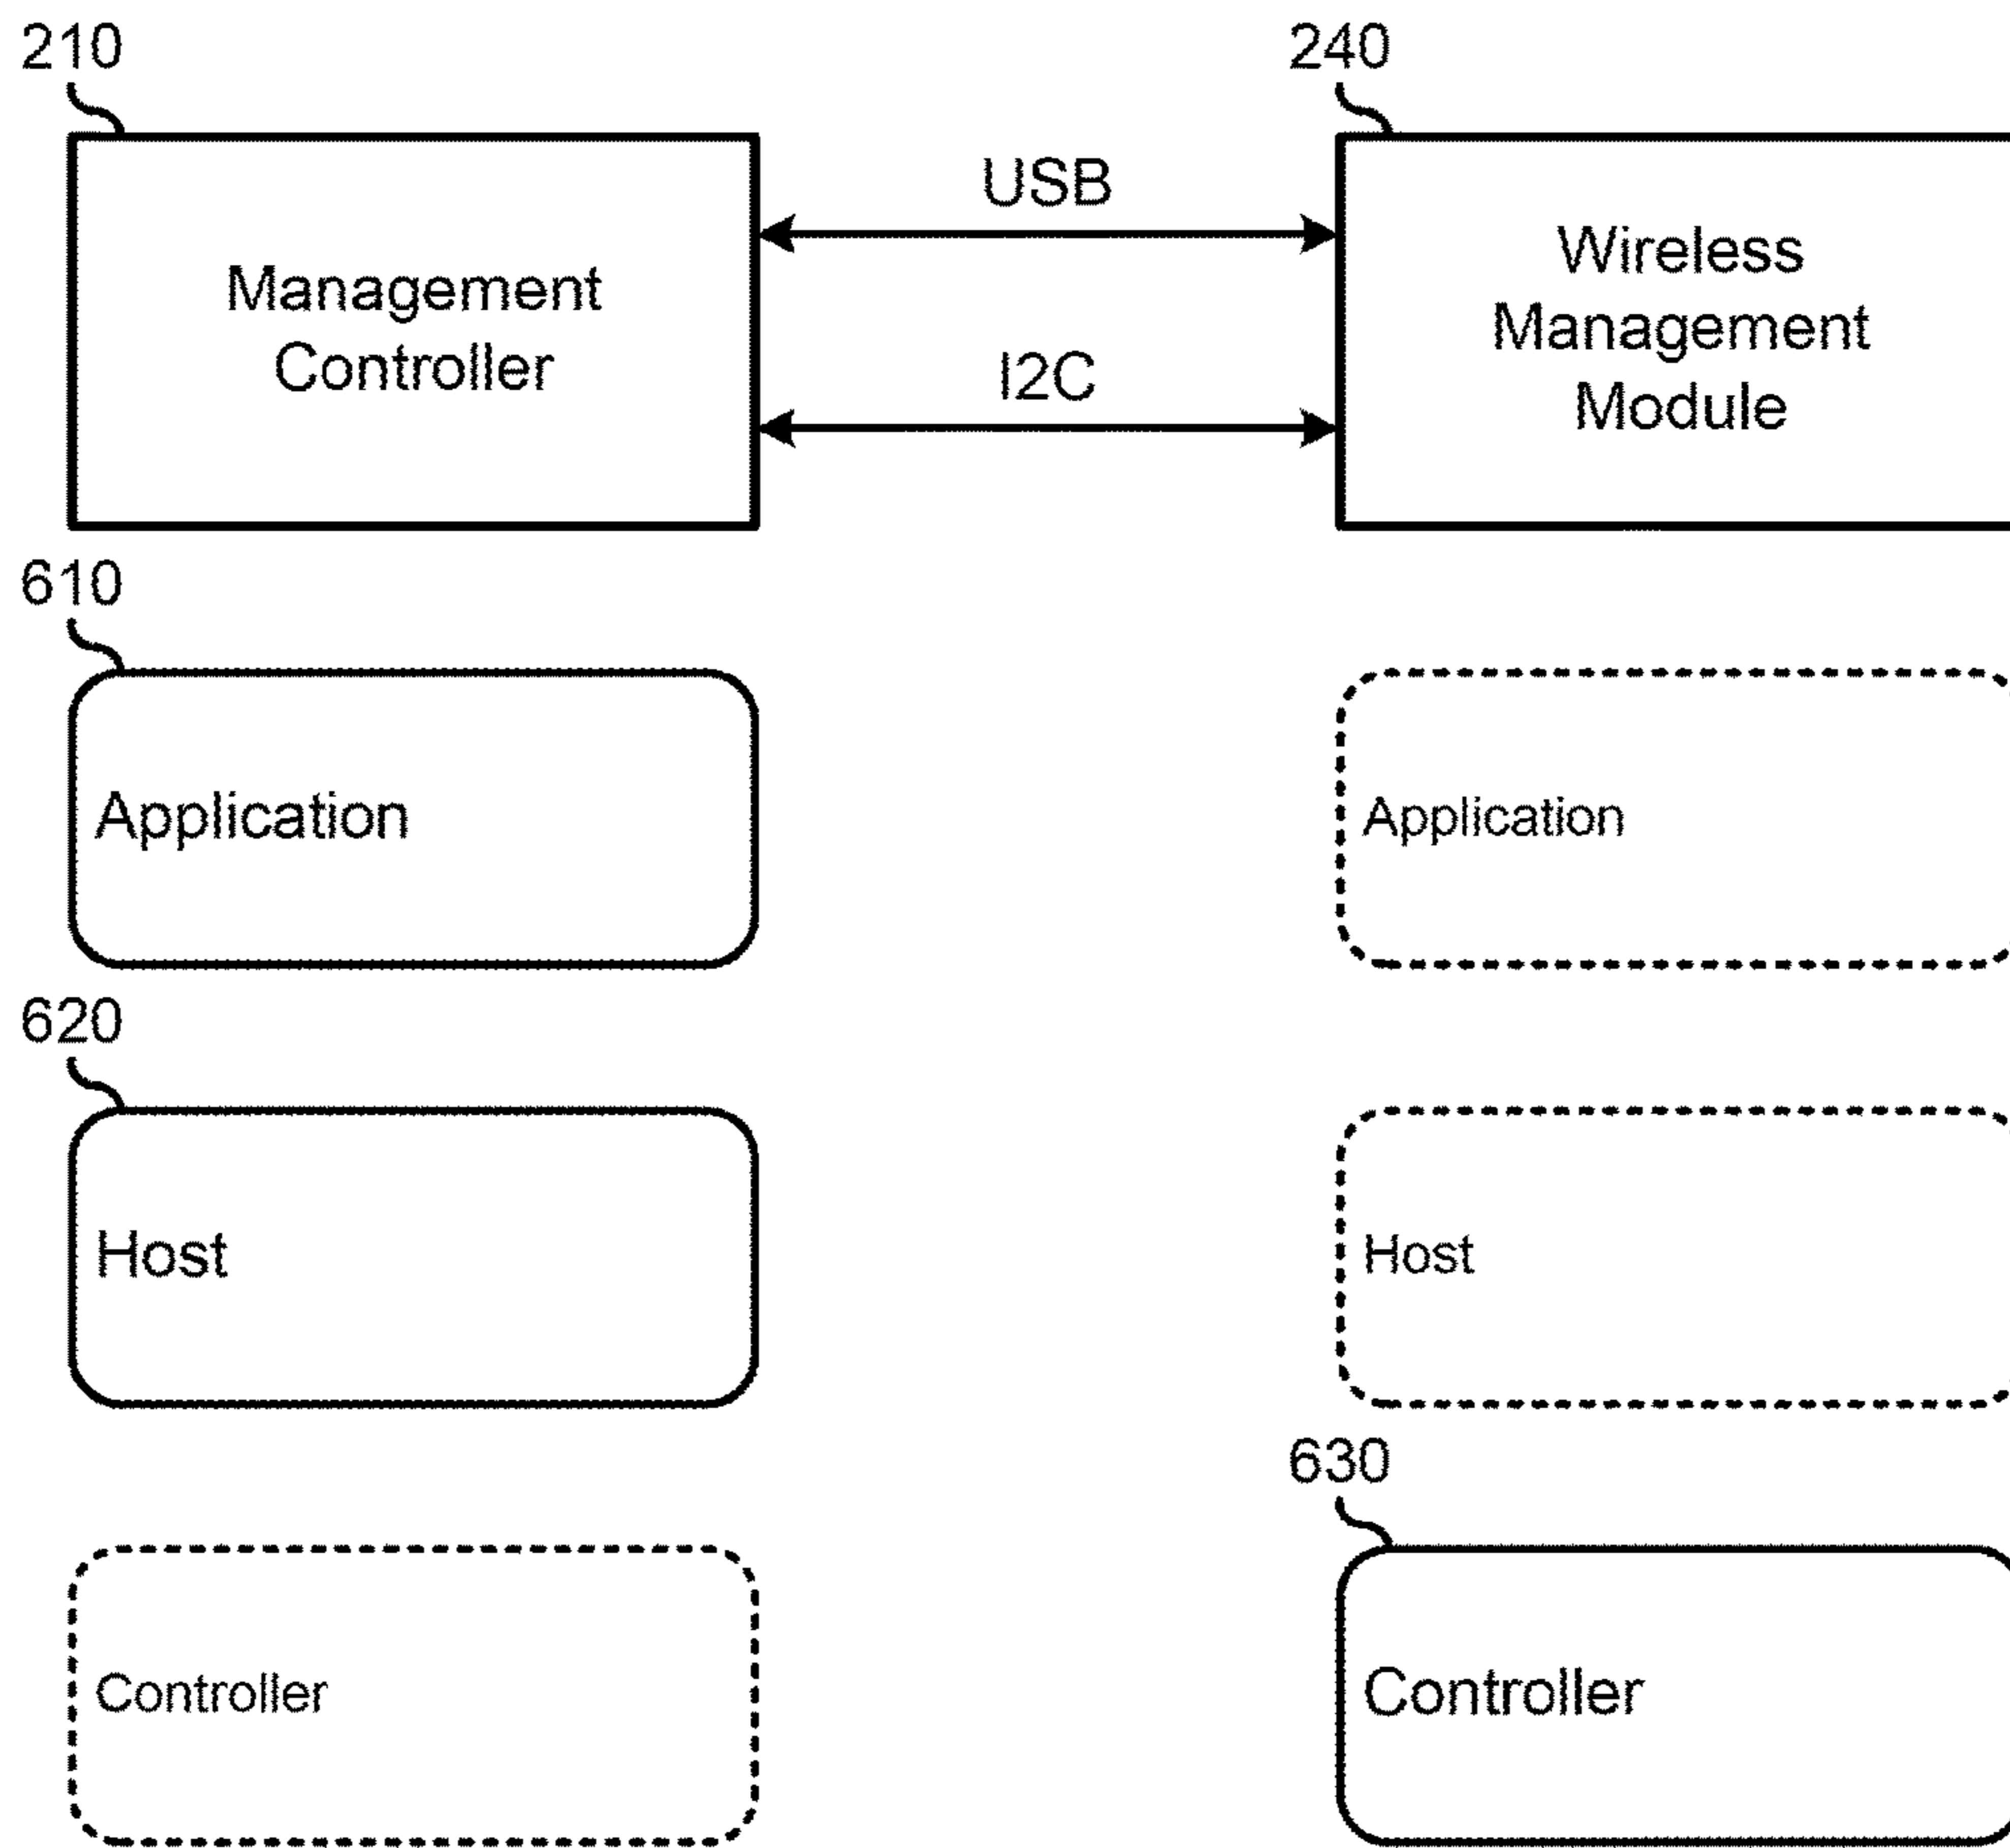 210
240
USB
Management
Controller
Wireless
Management
Module
I2C
610
Application
Application
620
Host
Host
630
Controller
Controller